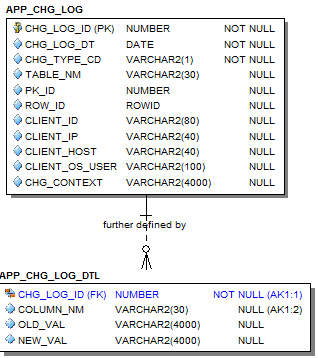 APP_CHG_LOG
CHG_LOG_ID (PK) NUMBER NOT NULL
CHG_LOG_DT DATE NOT NULL
CHG_TYPE_CD VARCHAR2(1) NOT NULL
TABLE_NM VARCHAR2(30) NULL
PK_ID NUMBER NULL
ROW_ID ROWID NULL
CLIENT_ID VARCHAR2(80) NULL
CLIENT_IP VARCHAR2(40) NULL
CLIENT_HOST VARCHAR2(40) NULL
CLIENT_OS_USER VARCHAR2(100) NULL
CHG_CONTEXT VARCHAR2(4000) NULL
further defined by
APP_CHG_LOG_DTL
CHG_LOG_ID (FK) NUMBER NOT NULL (AK1:1)
COLUMN_NM VARCHAR2(30) NULL (AK1:2)
OLD_VAL VARCHAR2(4000) NULL
NEW_VAL VARCHAR2(4000) NULL